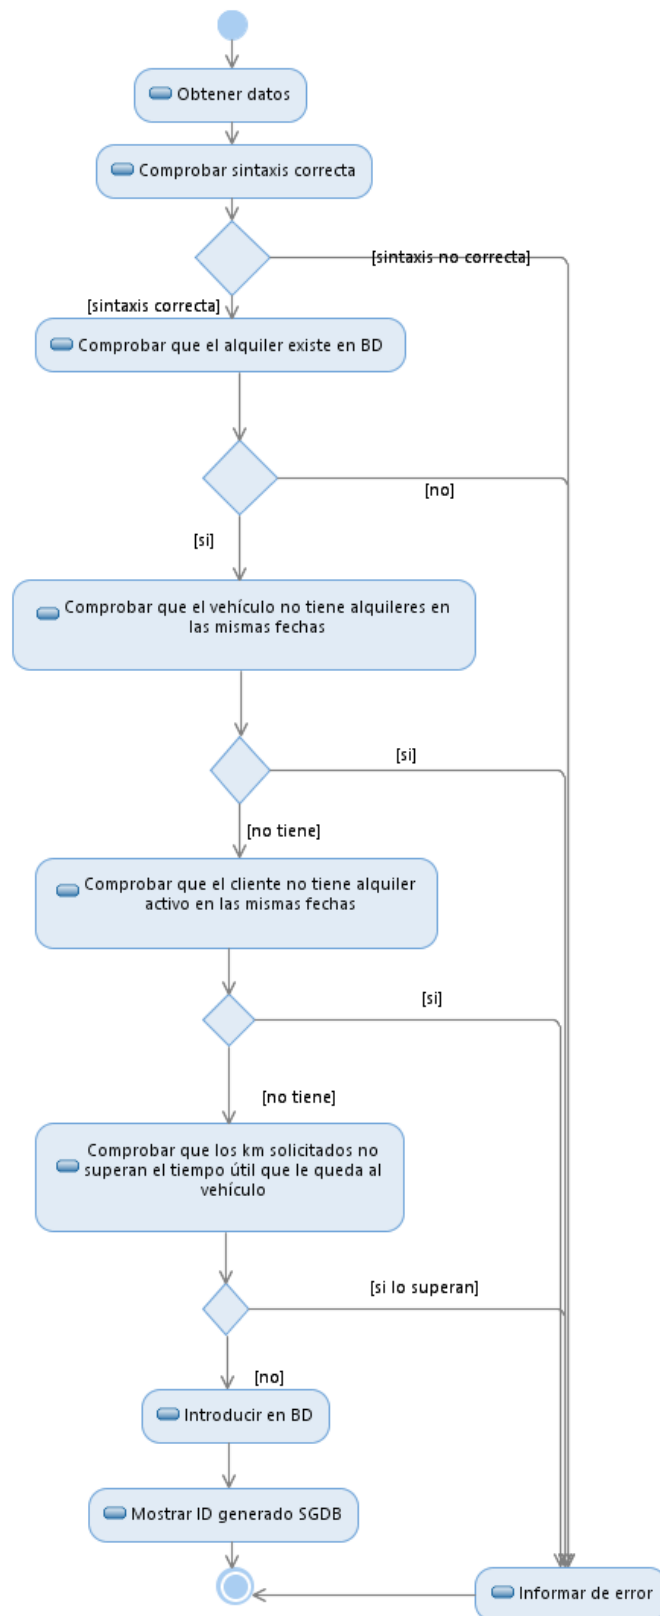 Obtener datos
Comprobar sintaxis correcta
[sintaxis no correcta]
[sintaxis correcta]
Comprobar que el alquiler existe en BD
[no]
[si]
Comprobar que el vehículo no tiene alquileres en
las mismas fechas
[si]
[no tiene]
Comprobar que el cliente no tiene alquiler
activo en las mismas fechas
[si]
[no tiene]
Comprobar que los km solicitados no
superan el tiempo útil que le queda al
vehículo
[si lo superan]
[no]
Introducir en BD
Mostrar ID generado SGDB
Informar de error